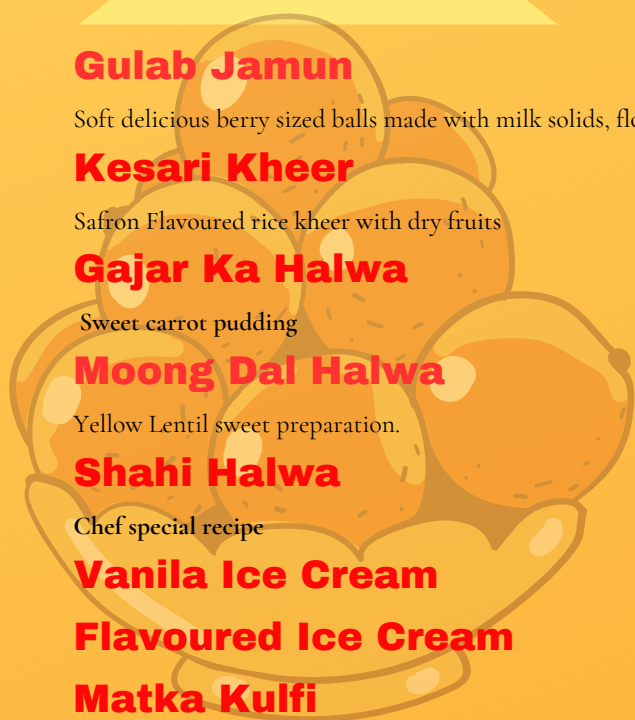 Gulab Jamun
Soft delicious berry sized balls made with milk solids,
Kesari Kheer
Safron Flavoured rice kheer with dry fruits
Gajar Ka Halwa
Sweet carrot pudding
Moong Dal Halwa
Yellow Lentil sweet preparation.
Shahi Halwa
Chef special recipe
Vanila Ice Cream
Flavoured Ice Cream
Matka Kulfi